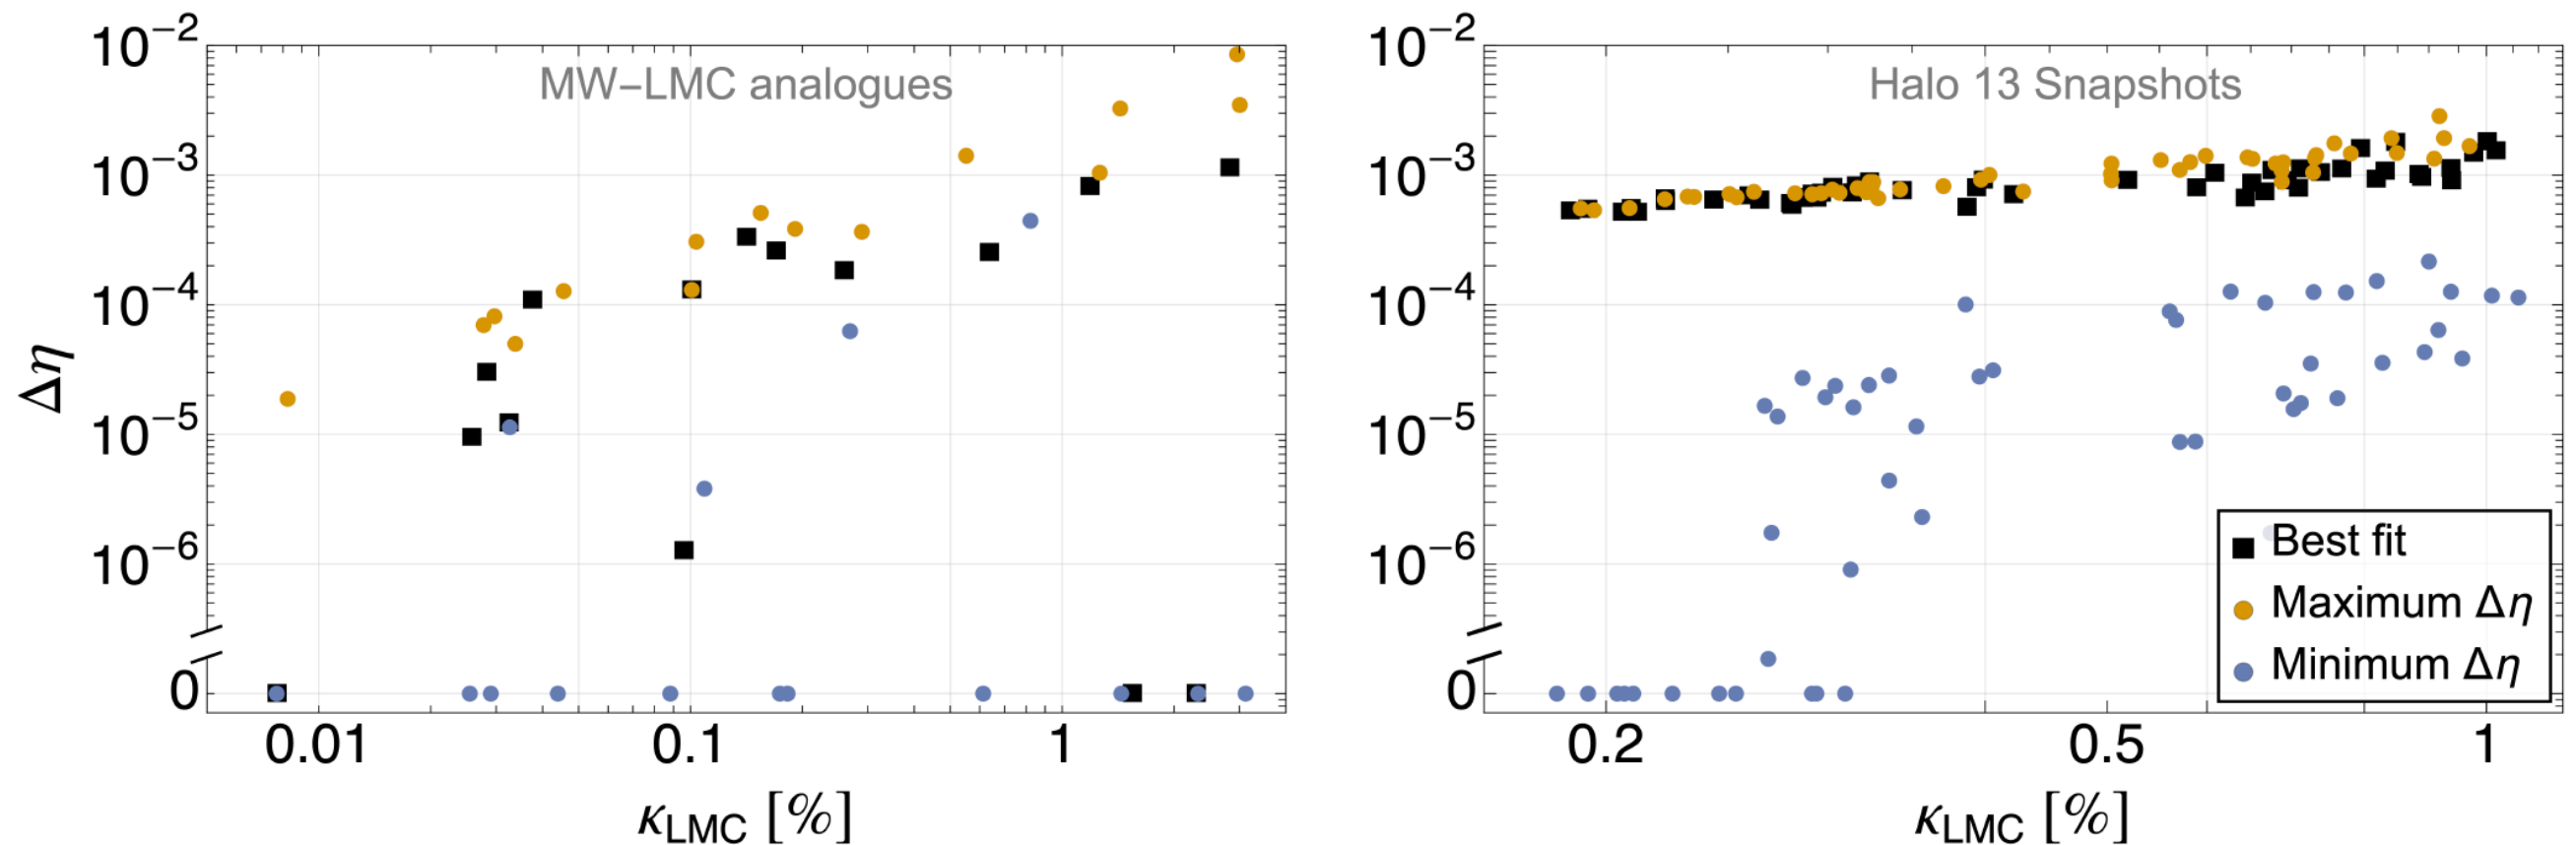 MW–LMC analogues
10⁻²
10⁻³
10⁻⁴
10⁻⁵
10⁻⁶
0
Δη
0.01 0.1 1
κLMC [%]
Halo 13 Snapshots
10⁻²
10⁻³
10⁻⁴
10⁻⁵
10⁻⁶
0
Best fit
Maximum Δη
Minimum Δη
0.2 0.5 1
κLMC [%]